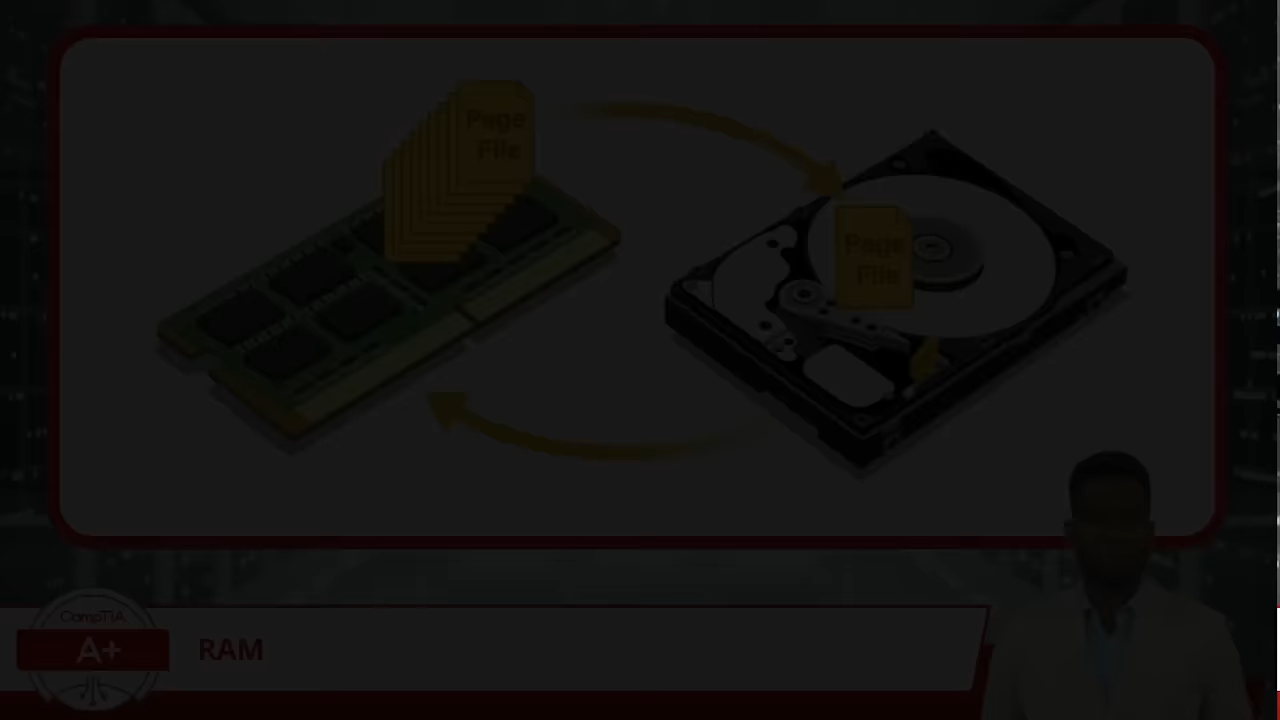 Page
File
Page
File
CompTIA
A+
RAM